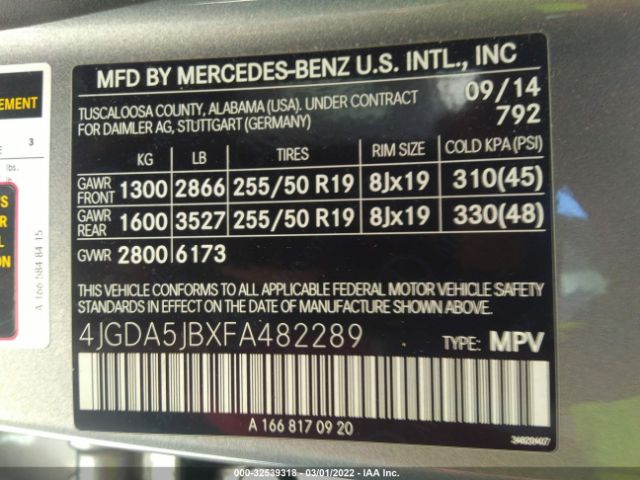 MFD BY MERCEDES-BENZ U.S. INTL., INC
TUSCALOOSA COUNTY, ALABAMA (USA). UNDER CONTRACT
FOR DAIMLER AG, STUTTGART (GERMANY)
09/14
792
KG LB TIRES RIM SIZE COLD KPA (PSI)
GAWR FRONT 1300 2866 255/50 R19 8Jx19 310(45)
GAWR REAR 1600 3527 255/50 R19 8Jx19 330(48)
GVWR 2800 6173
THIS VEHICLE CONFORMS TO ALL APPLICABLE FEDERAL MOTOR VEHICLE SAFETY
STANDARDS IN EFFECT ON THE DATE OF MANUFACTURE SHOWN ABOVE.
4JGDA5JBXFA482289 TYPE: MPV
A 166 817 09 20
34820407
EMENT
3
lbs.
A 166 584 84 15
000-32539318 - 03/01/2022 - IAA Inc.